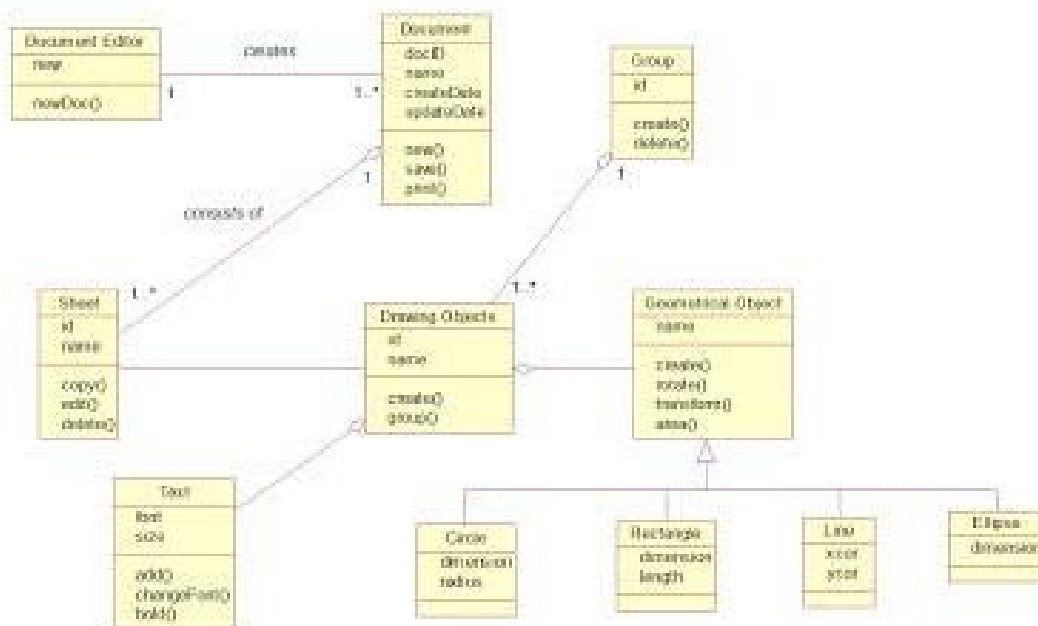 Document Editor
new
newDoc()
creates
1
1..*
Document
docID
name
createDate
updateDate
new()
save()
print()
1
Group
id
create()
delete()
1
consists of
1..*
1..*
Sheet
id
name
copy()
edit()
delete()
Drawing Objects
id
name
create()
group()
Geometrical Object
name
create()
rotate()
transform()
area()
Text
font
size
add()
changeFont()
bold()
Circle
dimension
radius
Rectangle
dimension
length
Line
xcor
ycor
Ellipse
dimension